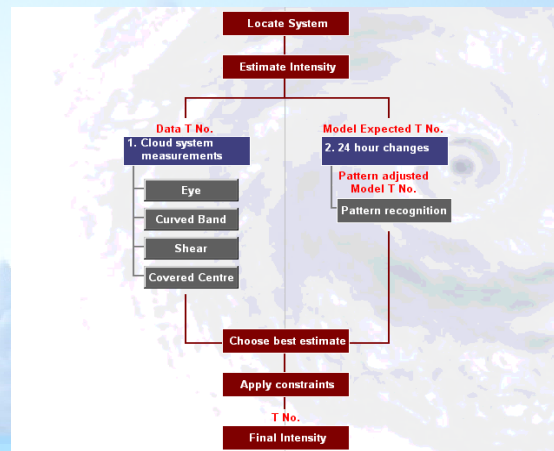 Locate System
Estimate Intensity
Data T No.
1. Cloud system
measurements
Eye
Curved Band
Shear
Covered Centre
Model Expected T No.
2. 24 hour changes
Pattern adjusted
Model T No.
Pattern recognition
Choose best estimate
Apply constraints
T No.
Final Intensity